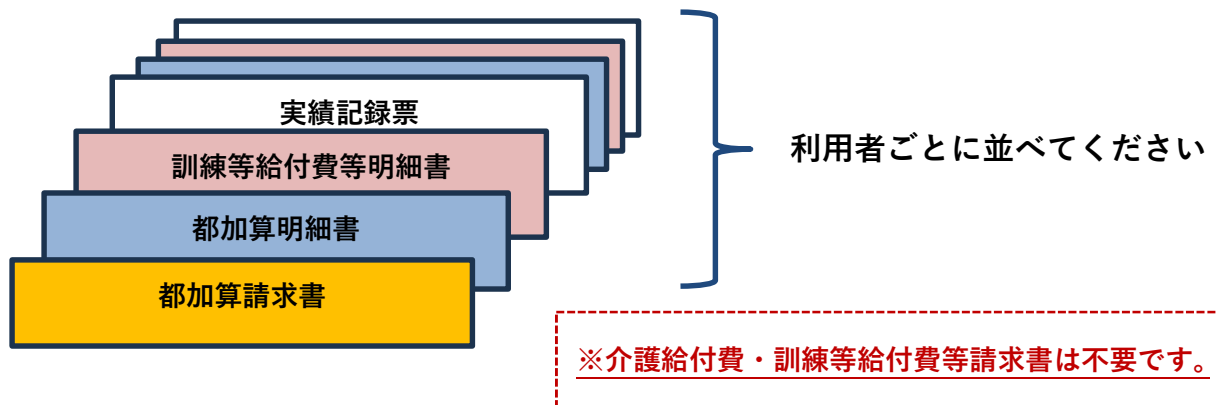 実績記録票
訓練等給付費等明細書
都加算明細書
都加算請求書
利用者ごとに並べてください
※介護給付費・訓練等給付費等請求書は不要です。